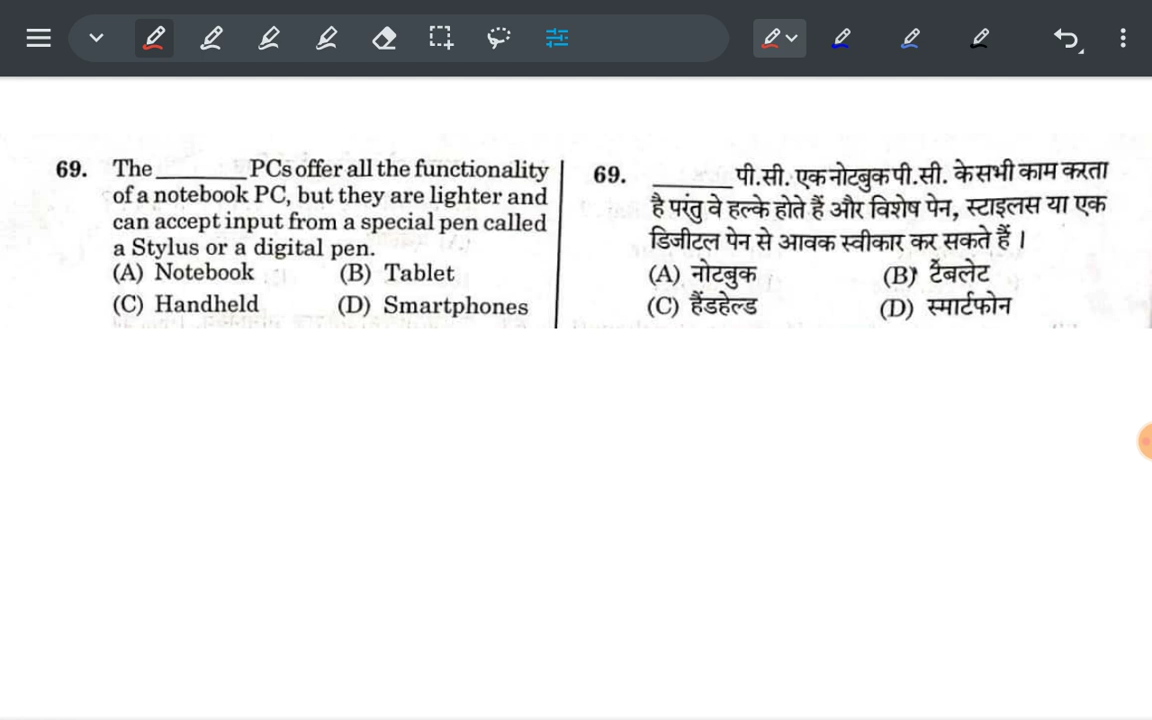 69. The ________ PCs offer all the functionality
of a notebook PC, but they are lighter and
can accept input from a special pen called
a Stylus or a digital pen.
(A) Notebook (B) Tablet
(C) Handheld (D) Smartphones
69. ________ पी.सी. एक नोटबुक पी.सी. के सभी काम करता
है परंतु वे हल्के होते हैं और विशेष पेन, स्टाइलस या एक
डिजीटल पेन से आवक स्वीकार कर सकते हैं ।
(A) नोटबुक (B) टॅबलेट
(C) हैंडहेल्ड (D) स्मार्टफोन